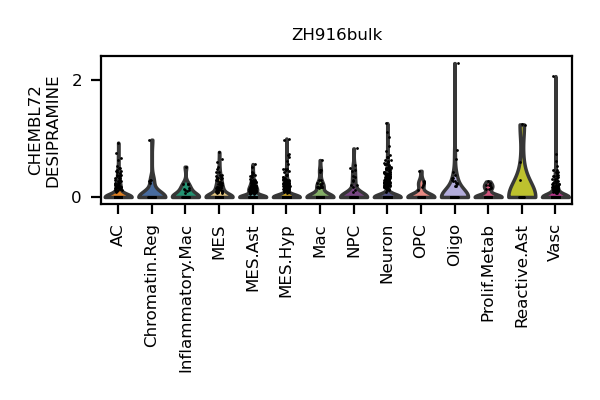 ZH916bulk
CHEMBL72
DESIPRAMINE
2
0
AC
Chromatin.Reg
Inflammatory.Mac
MES
MES.Ast
MES.Hyp
Mac
NPC
Neuron
OPC
Oligo
Prolif.Metab
Reactive.Ast
Vasc